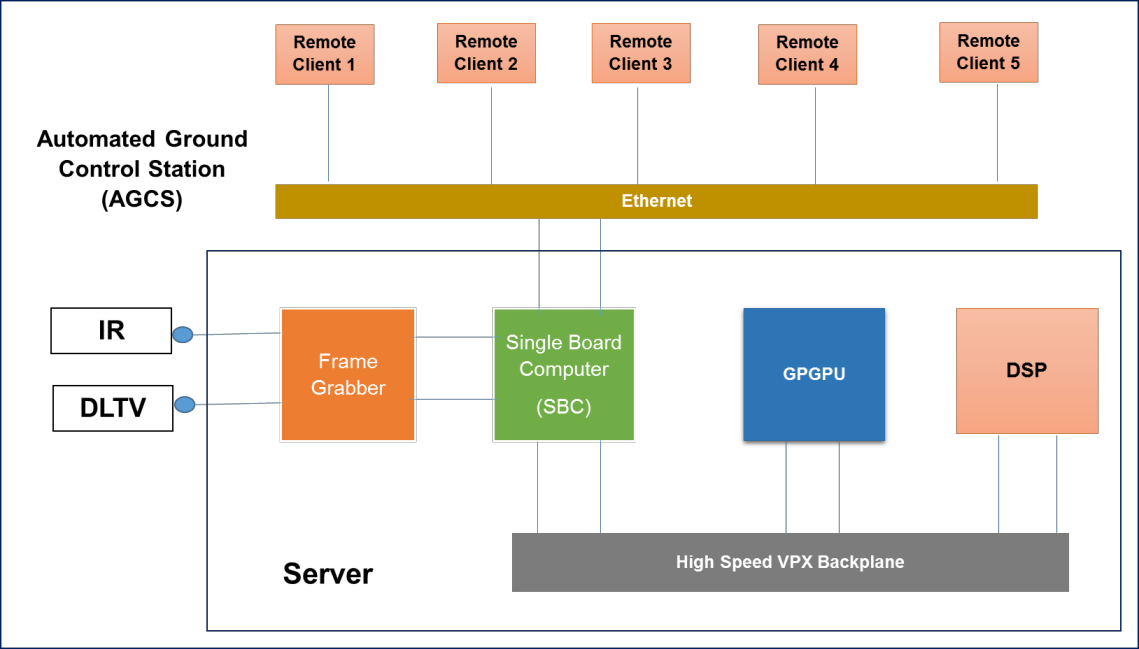 Remote
Client 1
Remote
Client 2
Remote
Client 3
Remote
Client 4
Remote
Client 5
Automated Ground
Control Station
(AGCS)
Ethernet
IR
DLTV
Frame
Grabber
Single Board
Computer
(SBC)
GPGPU
DSP
High Speed VPX Backplane
Server